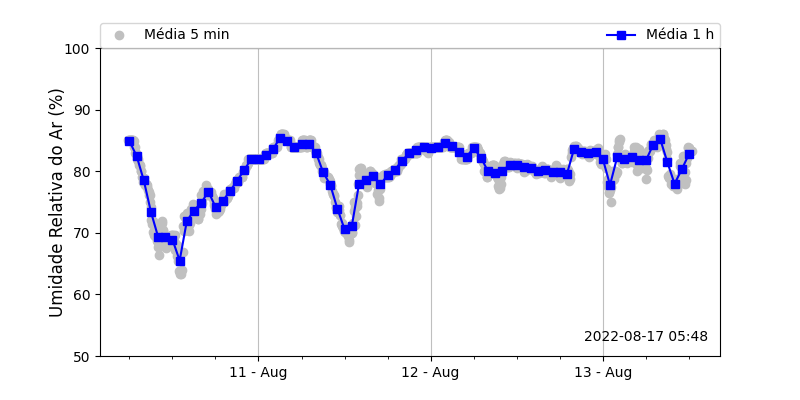 Média 5 min
Média 1 h
100
90
80
70
60
50
Umidade Relativa do Ar (%)
2022-08-17 05:48
11 - Aug
12 - Aug
13 - Aug